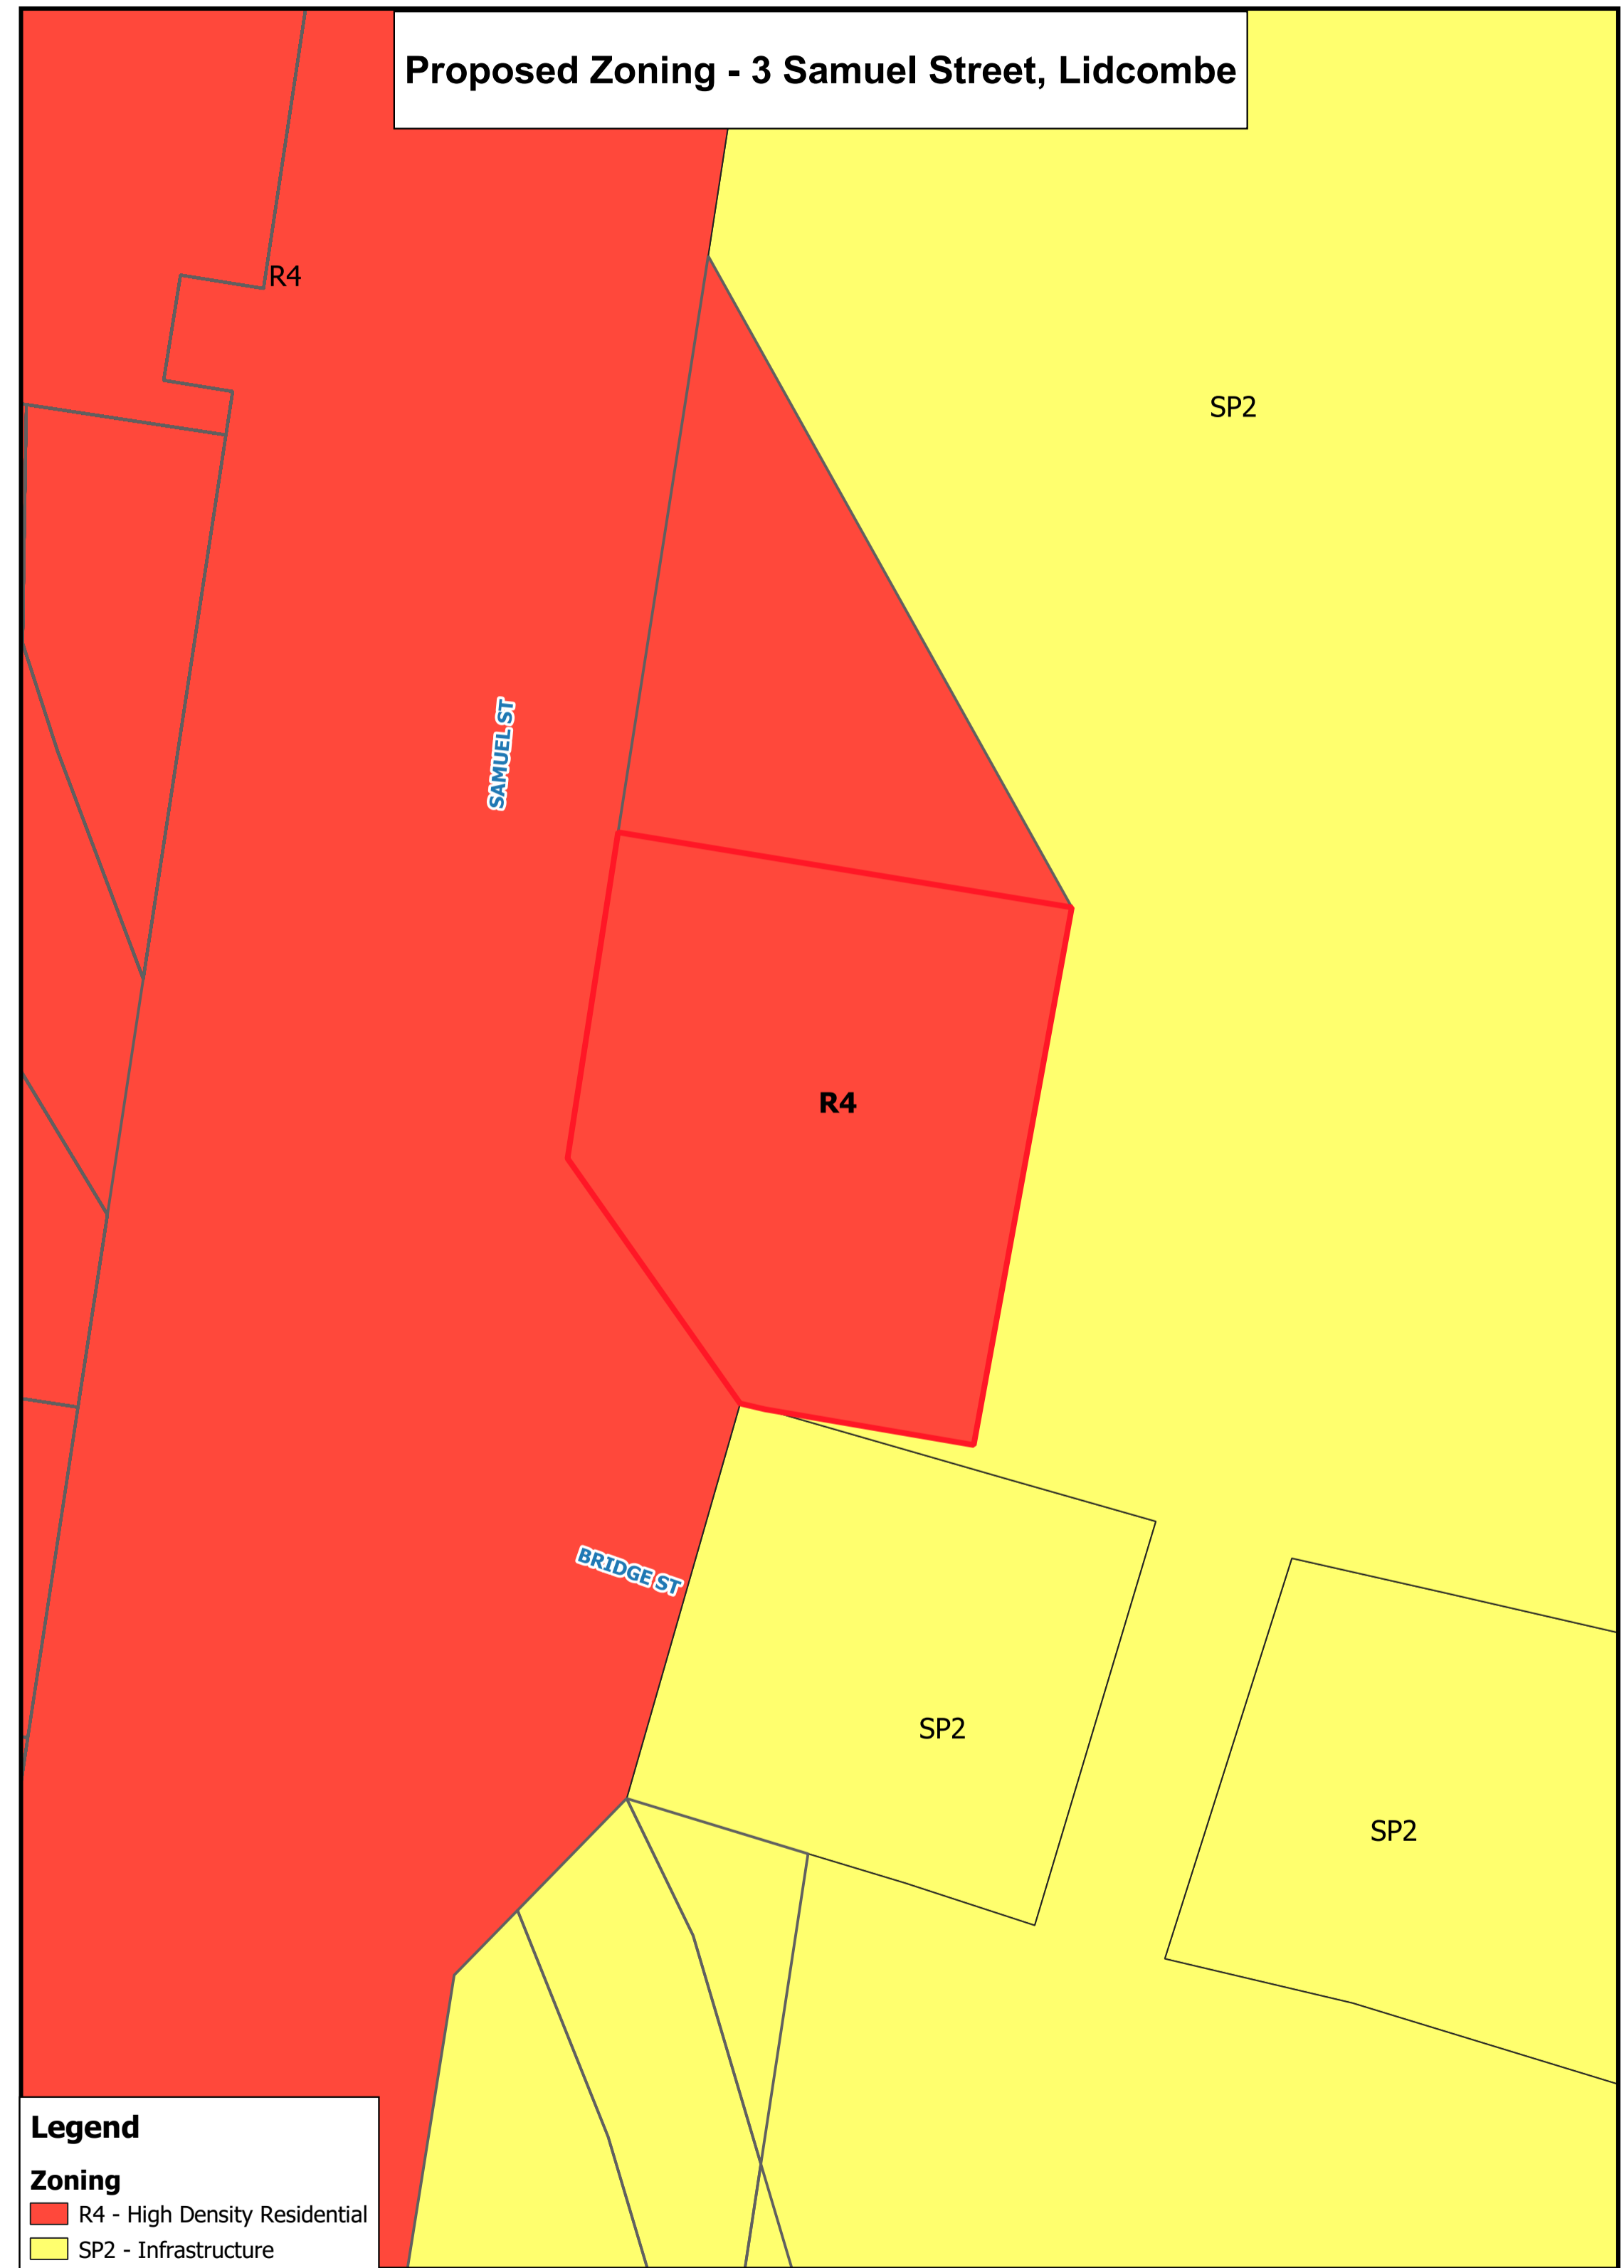 Proposed Zoning - 3 Samuel Street, Lidcombe
R4
SP2
SAMUEL ST
R4
BRIDGE ST
SP2
SP2
Legend
Zoning
R4 - High Density Residential
SP2 - Infrastructure